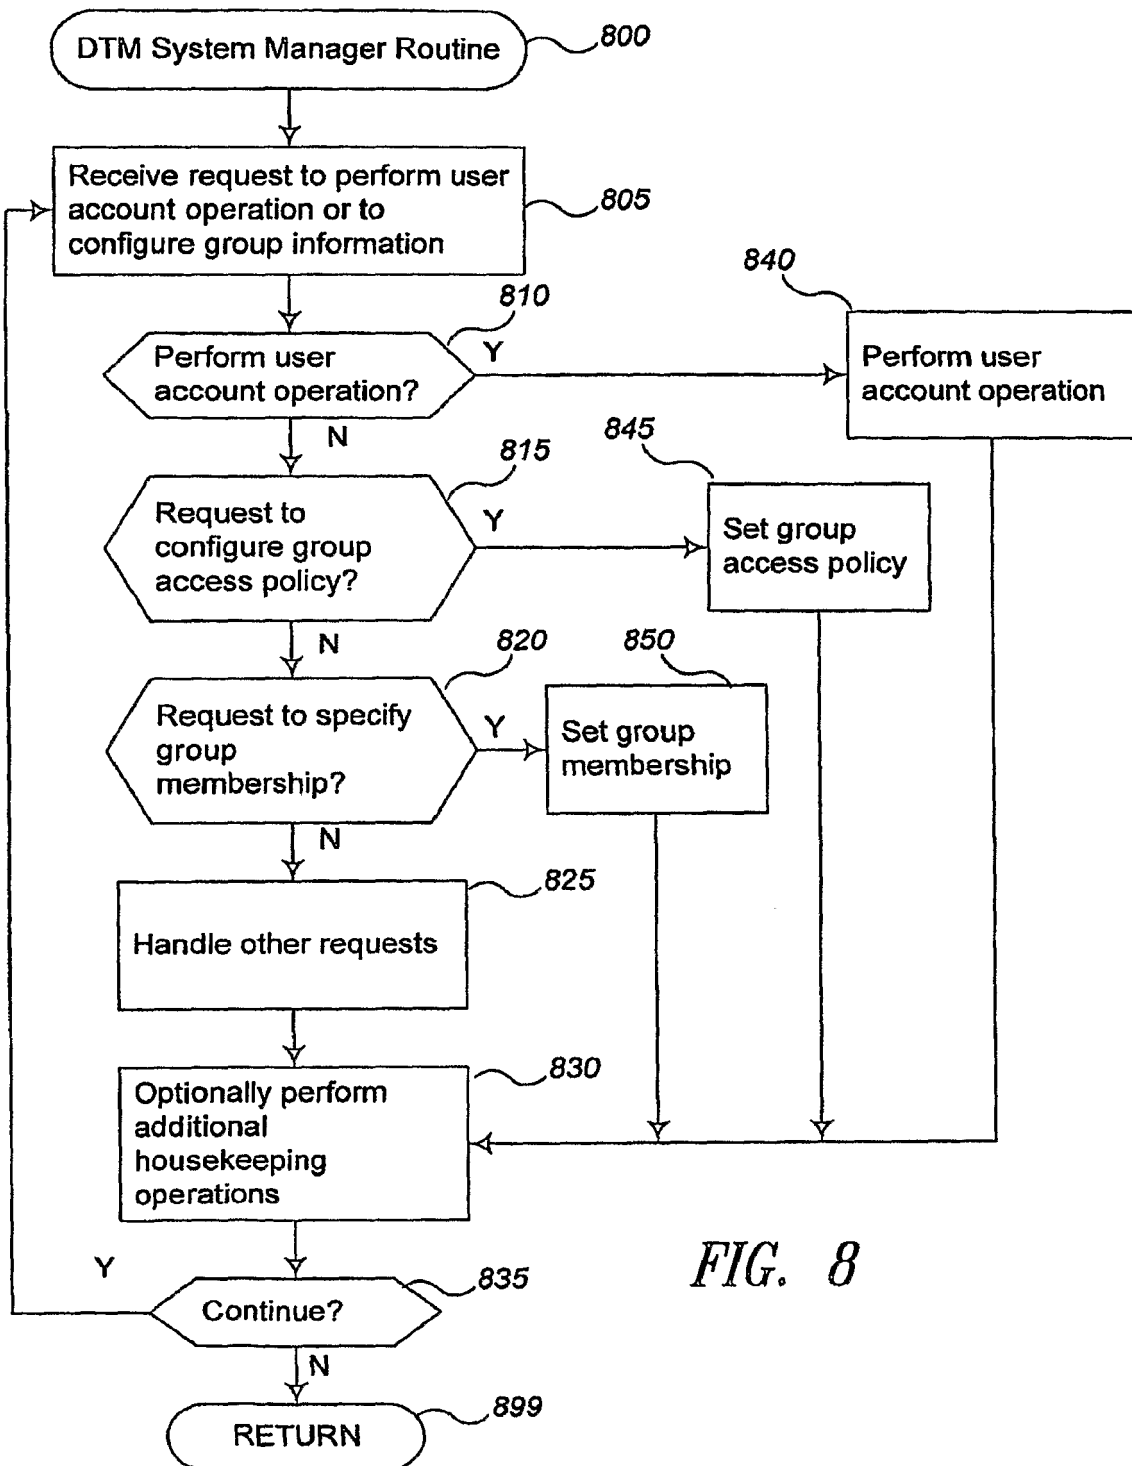 DTM System Manager Routine
800
Receive request to perform user
account operation or to
configure group information
805
840
810
Perform user
account operation?
Y
Perform user
account operation
N
845
815
Request to
configure group
access policy?
Y
Set group
access policy
N
820
850
Request to specify
group
membership?
Y
Set group
membership
N
825
Handle other requests
830
Optionally perform
additional
housekeeping
operations
Y
835
Continue?
FIG. 8
N
899
RETURN